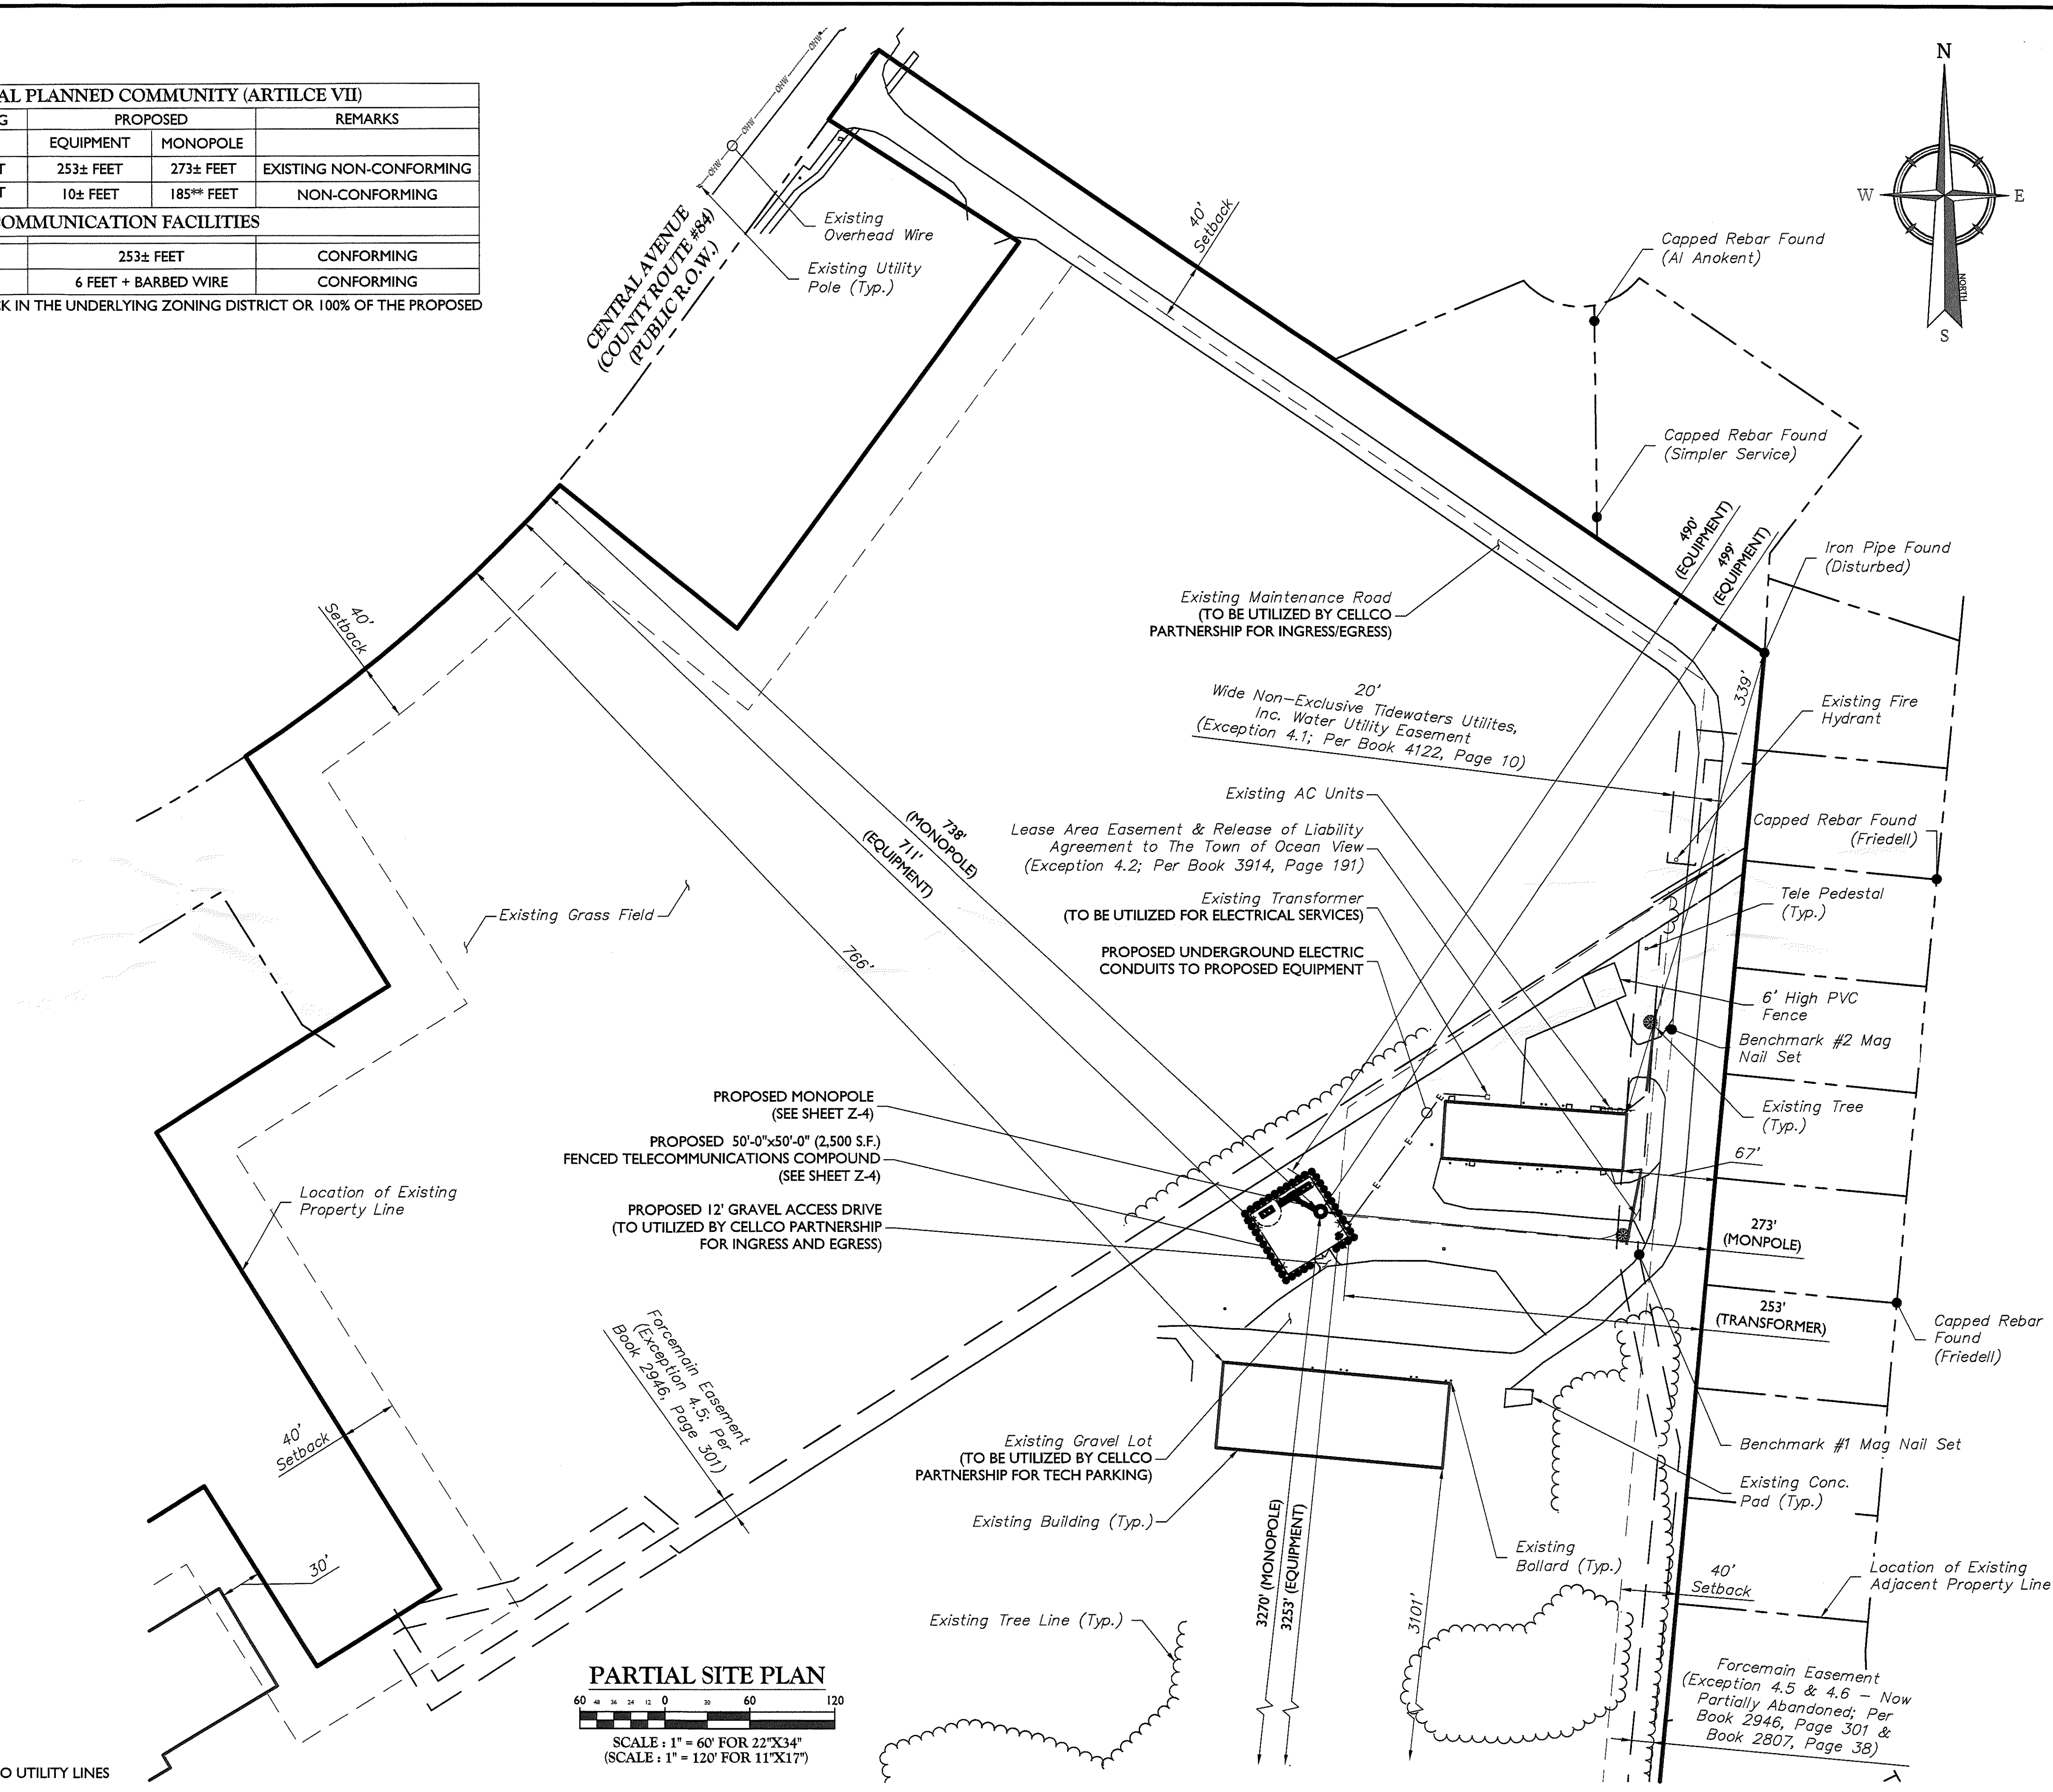 AL PLANNED COMMUNITY (ARTILCE VII)
G PROPOSED REMARKS
EQUIPMENT MONOPOLE
T 253± FEET 273± FEET EXISTING NON-CONFORMING
T 10± FEET 185** FEET NON-CONFORMING
OMMUNICATION FACILITIES
253± FEET CONFORMING
6 FEET + BARBED WIRE CONFORMING
CK IN THE UNDERLYING ZONING DISTRICT OR 100% OF THE PROPOSED
N
W
E
S
NORTH
OHW
OHW
OHW
OHW
Existing
Overhead Wire
Existing Utility
Pole (Typ.)
CENTRAL AVENUE
(COUNTY ROUTE #84)
(PUBLIC R.O.W.)
40'
Setback
Capped Rebar Found
(Al Anokent)
Capped Rebar Found
(Simpler Service)
490'
(EQUIPMENT)
499'
(EQUIPMENT)
Iron Pipe Found
(Disturbed)
Existing Maintenance Road
(TO BE UTILIZED BY CELLCO
PARTNERSHIP FOR INGRESS/EGRESS)
40'
Setback
339'
20'
Wide Non-Exclusive Tidewaters Utilites,
Inc. Water Utility Easement
(Exception 4.1; Per Book 4122, Page 10)
Existing Fire
Hydrant
Existing AC Units
Lease Area Easement & Release of Liability
Agreement to The Town of Ocean View
(Exception 4.2; Per Book 3914, Page 191)
Capped Rebar Found
(Friedell)
738'
(MONOPOLE)
711'
(EQUIPMENT)
766'
Existing Grass Field
Existing Transformer
(TO BE UTILIZED FOR ELECTRICAL SERVICES)
Tele Pedestal
(Typ.)
PROPOSED UNDERGROUND ELECTRIC
CONDUITS TO PROPOSED EQUIPMENT
6' High PVC
Fence
Benchmark #2 Mag
Nail Set
PROPOSED MONOPOLE
(SEE SHEET Z-4)
Existing Tree
(Typ.)
E
E
E
PROPOSED 50'-0"x50'-0" (2,500 S.F.)
FENCED TELECOMMUNICATIONS COMPOUND
(SEE SHEET Z-4)
67'
Location of Existing
Property Line
PROPOSED 12' GRAVEL ACCESS DRIVE
(TO UTILIZED BY CELLCO PARTNERSHIP
FOR INGRESS AND EGRESS)
273'
(MONPOLE)
253'
(TRANSFORMER)
Capped Rebar
Found
(Friedell)
Forcemain Easement
(Exception 4.5; Per
Book 2946, Page 301)
40'
Setback
Existing Gravel Lot
(TO BE UTILIZED BY CELLCO
PARTNERSHIP FOR TECH PARKING)
Benchmark #1 Mag Nail Set
Existing Conc.
Pad (Typ.)
Existing Building (Typ.)
Existing
Bollard (Typ.)
30'
3270' (MONOPOLE)
3253' (EQUIPMENT)
3101'
40'
Setback
Location of Existing
Adjacent Property Line
Existing Tree Line (Typ.)
Forcemain Easement
(Exception 4.5 & 4.6 - Now
Partially Abandoned; Per
Book 2946, Page 301 &
Book 2807, Page 38)
PARTIAL SITE PLAN
60 48 36 24 12 0 30 60 120
SCALE : 1" = 60' FOR 22"X34"
(SCALE : 1" = 120' FOR 11"X17")
O UTILITY LINES